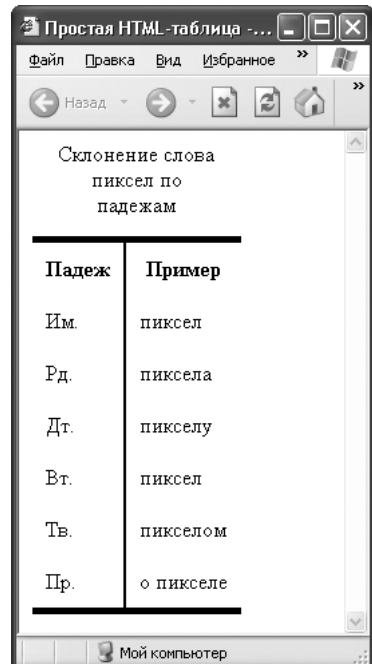 Простая HTML-таблица -...
Файл Правка Вид Избранное »
Назад »
Склонение слова
пиксел по
падежам
Падеж Пример
Им. пиксел
Рд. пиксела
Дт. пикселу
Вт. пиксел
Тв. пикселом
Пр. о пикселе
Мой компьютер